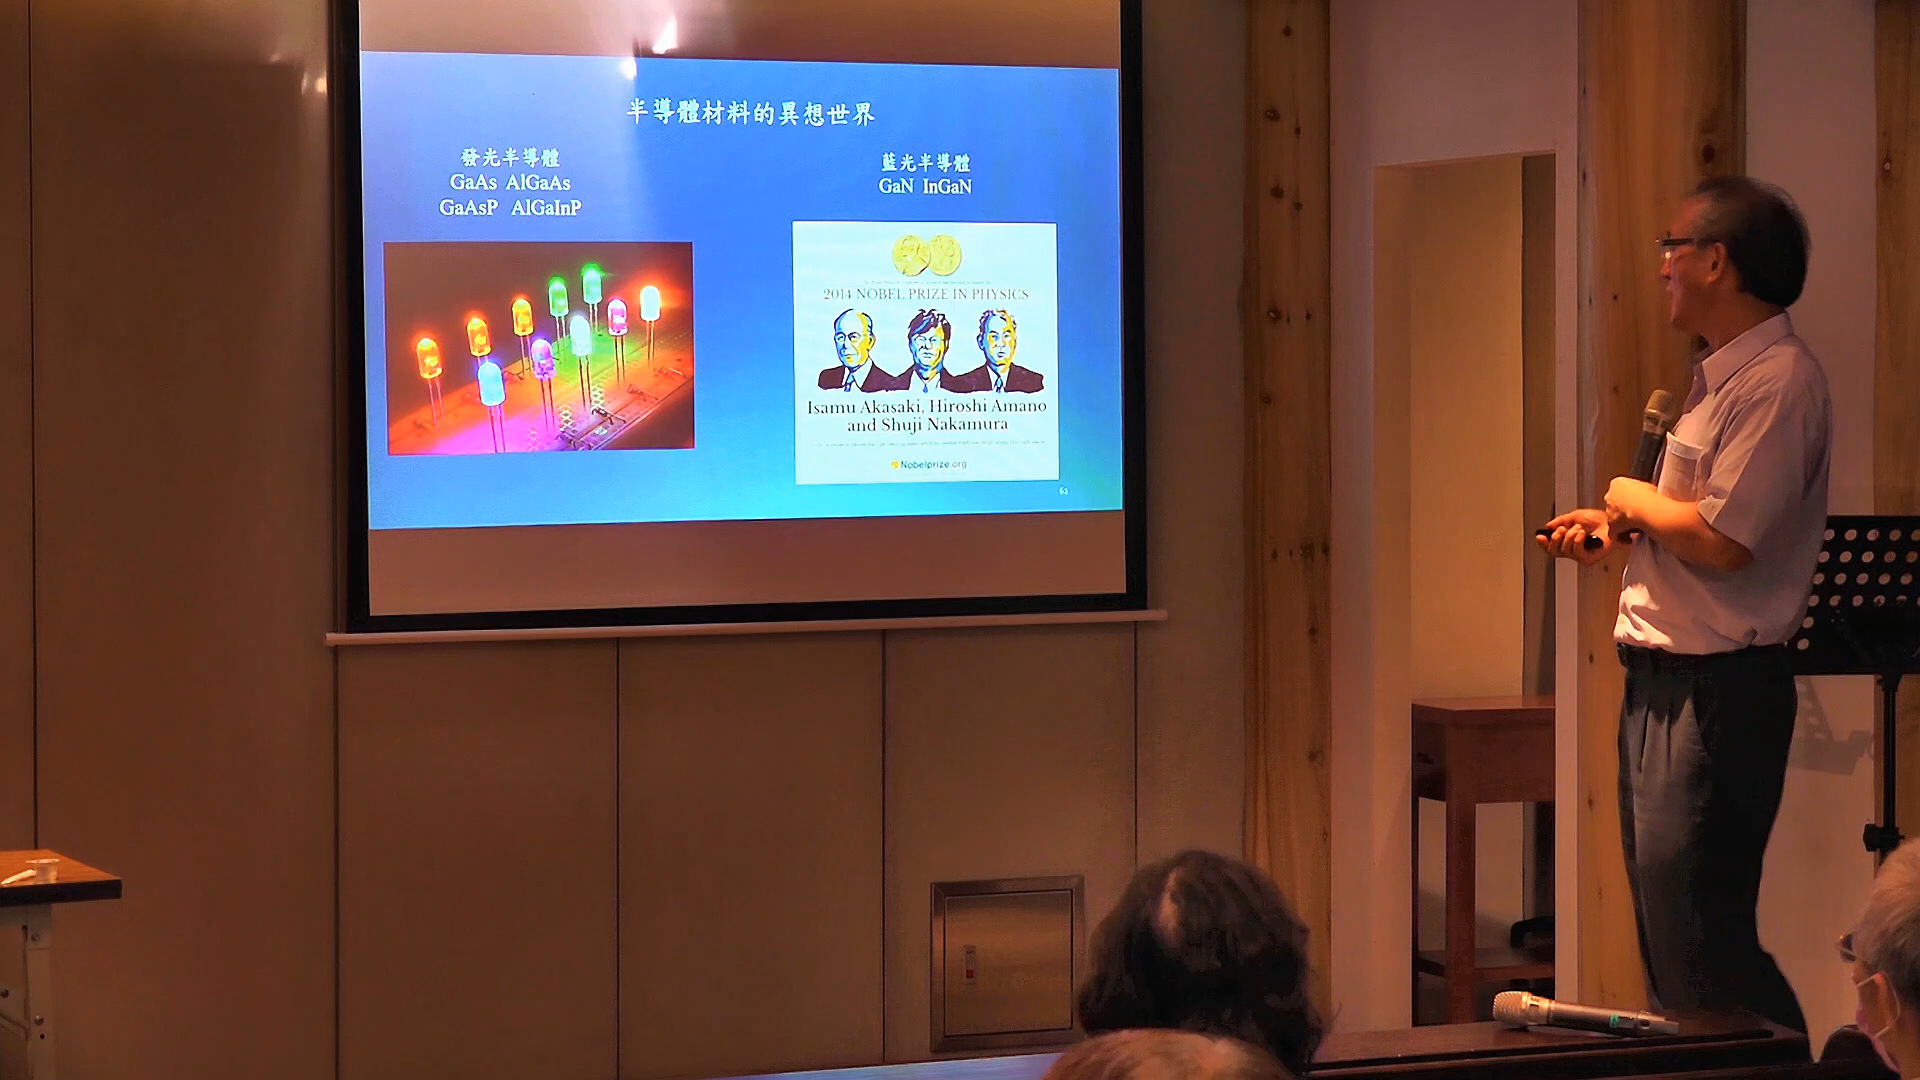 半導體材料的異想世界
發光半導體
GaAs AlGaAs
GaAsP AlGaInP
藍光半導體
GaN InGaN
2014 NOBEL PRIZE IN PHYSICS
Isamu Akasaki, Hiroshi Amano
and Shuji Nakamura
Nobelprize.org
63